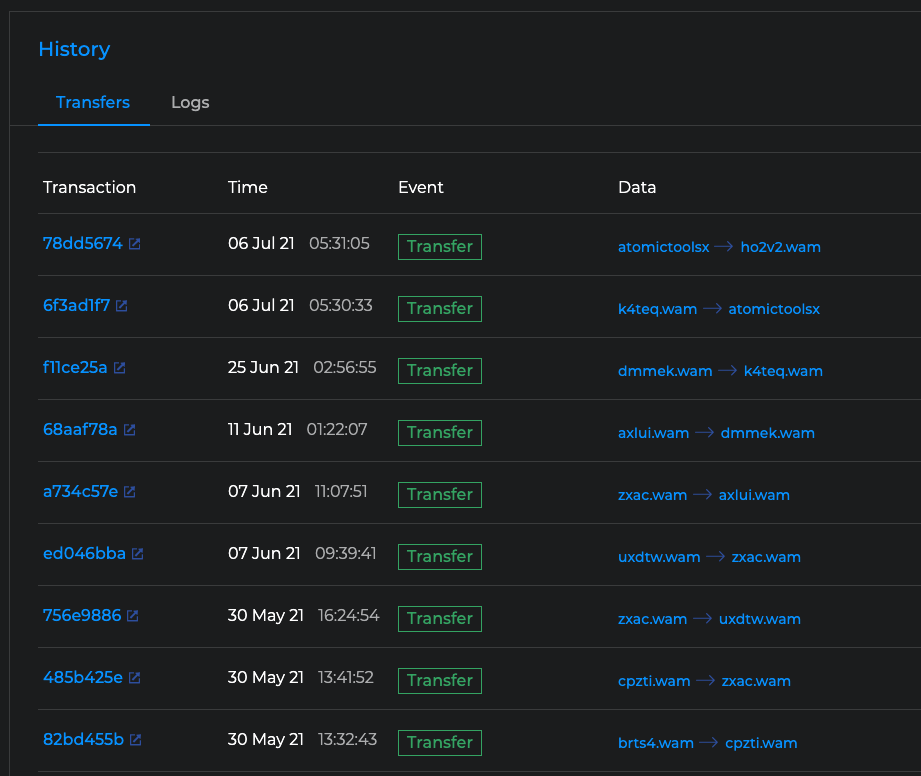 History
Transfers Logs
Transaction Time Event Data
78dd5674 06 Jul 21 05:31:05 Transfer atomictoolsx → ho2v2.wam
6f3ad1f7 06 Jul 21 05:30:33 Transfer k4teq.wam → atomictoolsx
f11ce25a 25 Jun 21 02:56:55 Transfer dmmek.wam → k4teq.wam
68aaf78a 11 Jun 21 01:22:07 Transfer axlui.wam → dmmek.wam
a734c57e 07 Jun 21 11:07:51 Transfer zxac.wam → axlui.wam
ed046bba 07 Jun 21 09:39:41 Transfer uxdtw.wam → zxac.wam
756e9886 30 May 21 16:24:54 Transfer zxac.wam → uxdtw.wam
485b425e 30 May 21 13:41:52 Transfer cpzti.wam → zxac.wam
82bd455b 30 May 21 13:32:43 Transfer brts4.wam → cpzti.wam